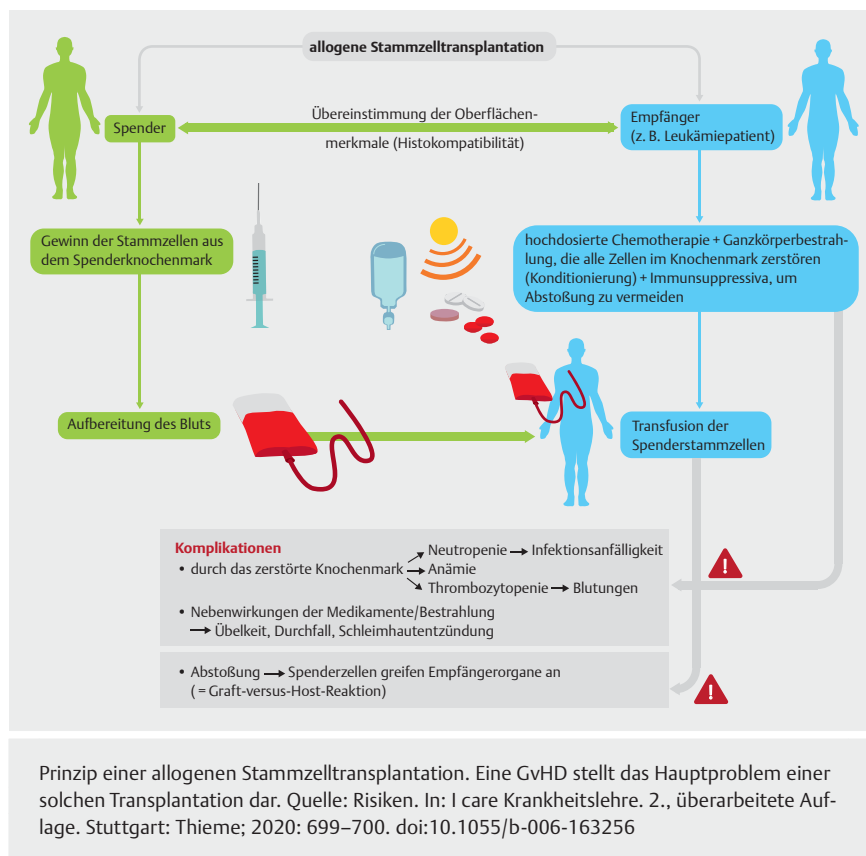 allogene Stammzelltransplantation
Spender
Übereinstimmung der Oberflächen-
merkmale (Histokompatibilität)
Empfänger
(z. B. Leukämiepatient)
Gewinn der Stammzellen aus
dem Spenderknochenmark
hochdosierte Chemotherapie + Ganzkörperbestrah-
lung, die alle Zellen im Knochenmark zerstören
(Konditionierung) + Immunsuppressiva, um
Abstoßung zu vermeiden
Aufbereitung des Bluts
Transfusion der
Spenderstammzellen
Komplikationen
• durch das zerstörte Knochenmark
Neutropenie → Infektionsanfälligkeit
Anämie
Thrombozytopenie → Blutungen
• Nebenwirkungen der Medikamente/Bestrahlung
→ Übelkeit, Durchfall, Schleimhautentzündung
!
• Abstoßung → Spenderzellen greifen Empfängerorgane an
( = Graft-versus-Host-Reaktion)
!
Prinzip einer allogenen Stammzelltransplantation. Eine GvHD stellt das Hauptproblem einer
solchen Transplantation dar. Quelle: Risiken. In: I care Krankheitslehre. 2., überarbeitete Auf-
lage. Stuttgart: Thieme; 2020: 699–700. doi:10.1055/b-006-163256